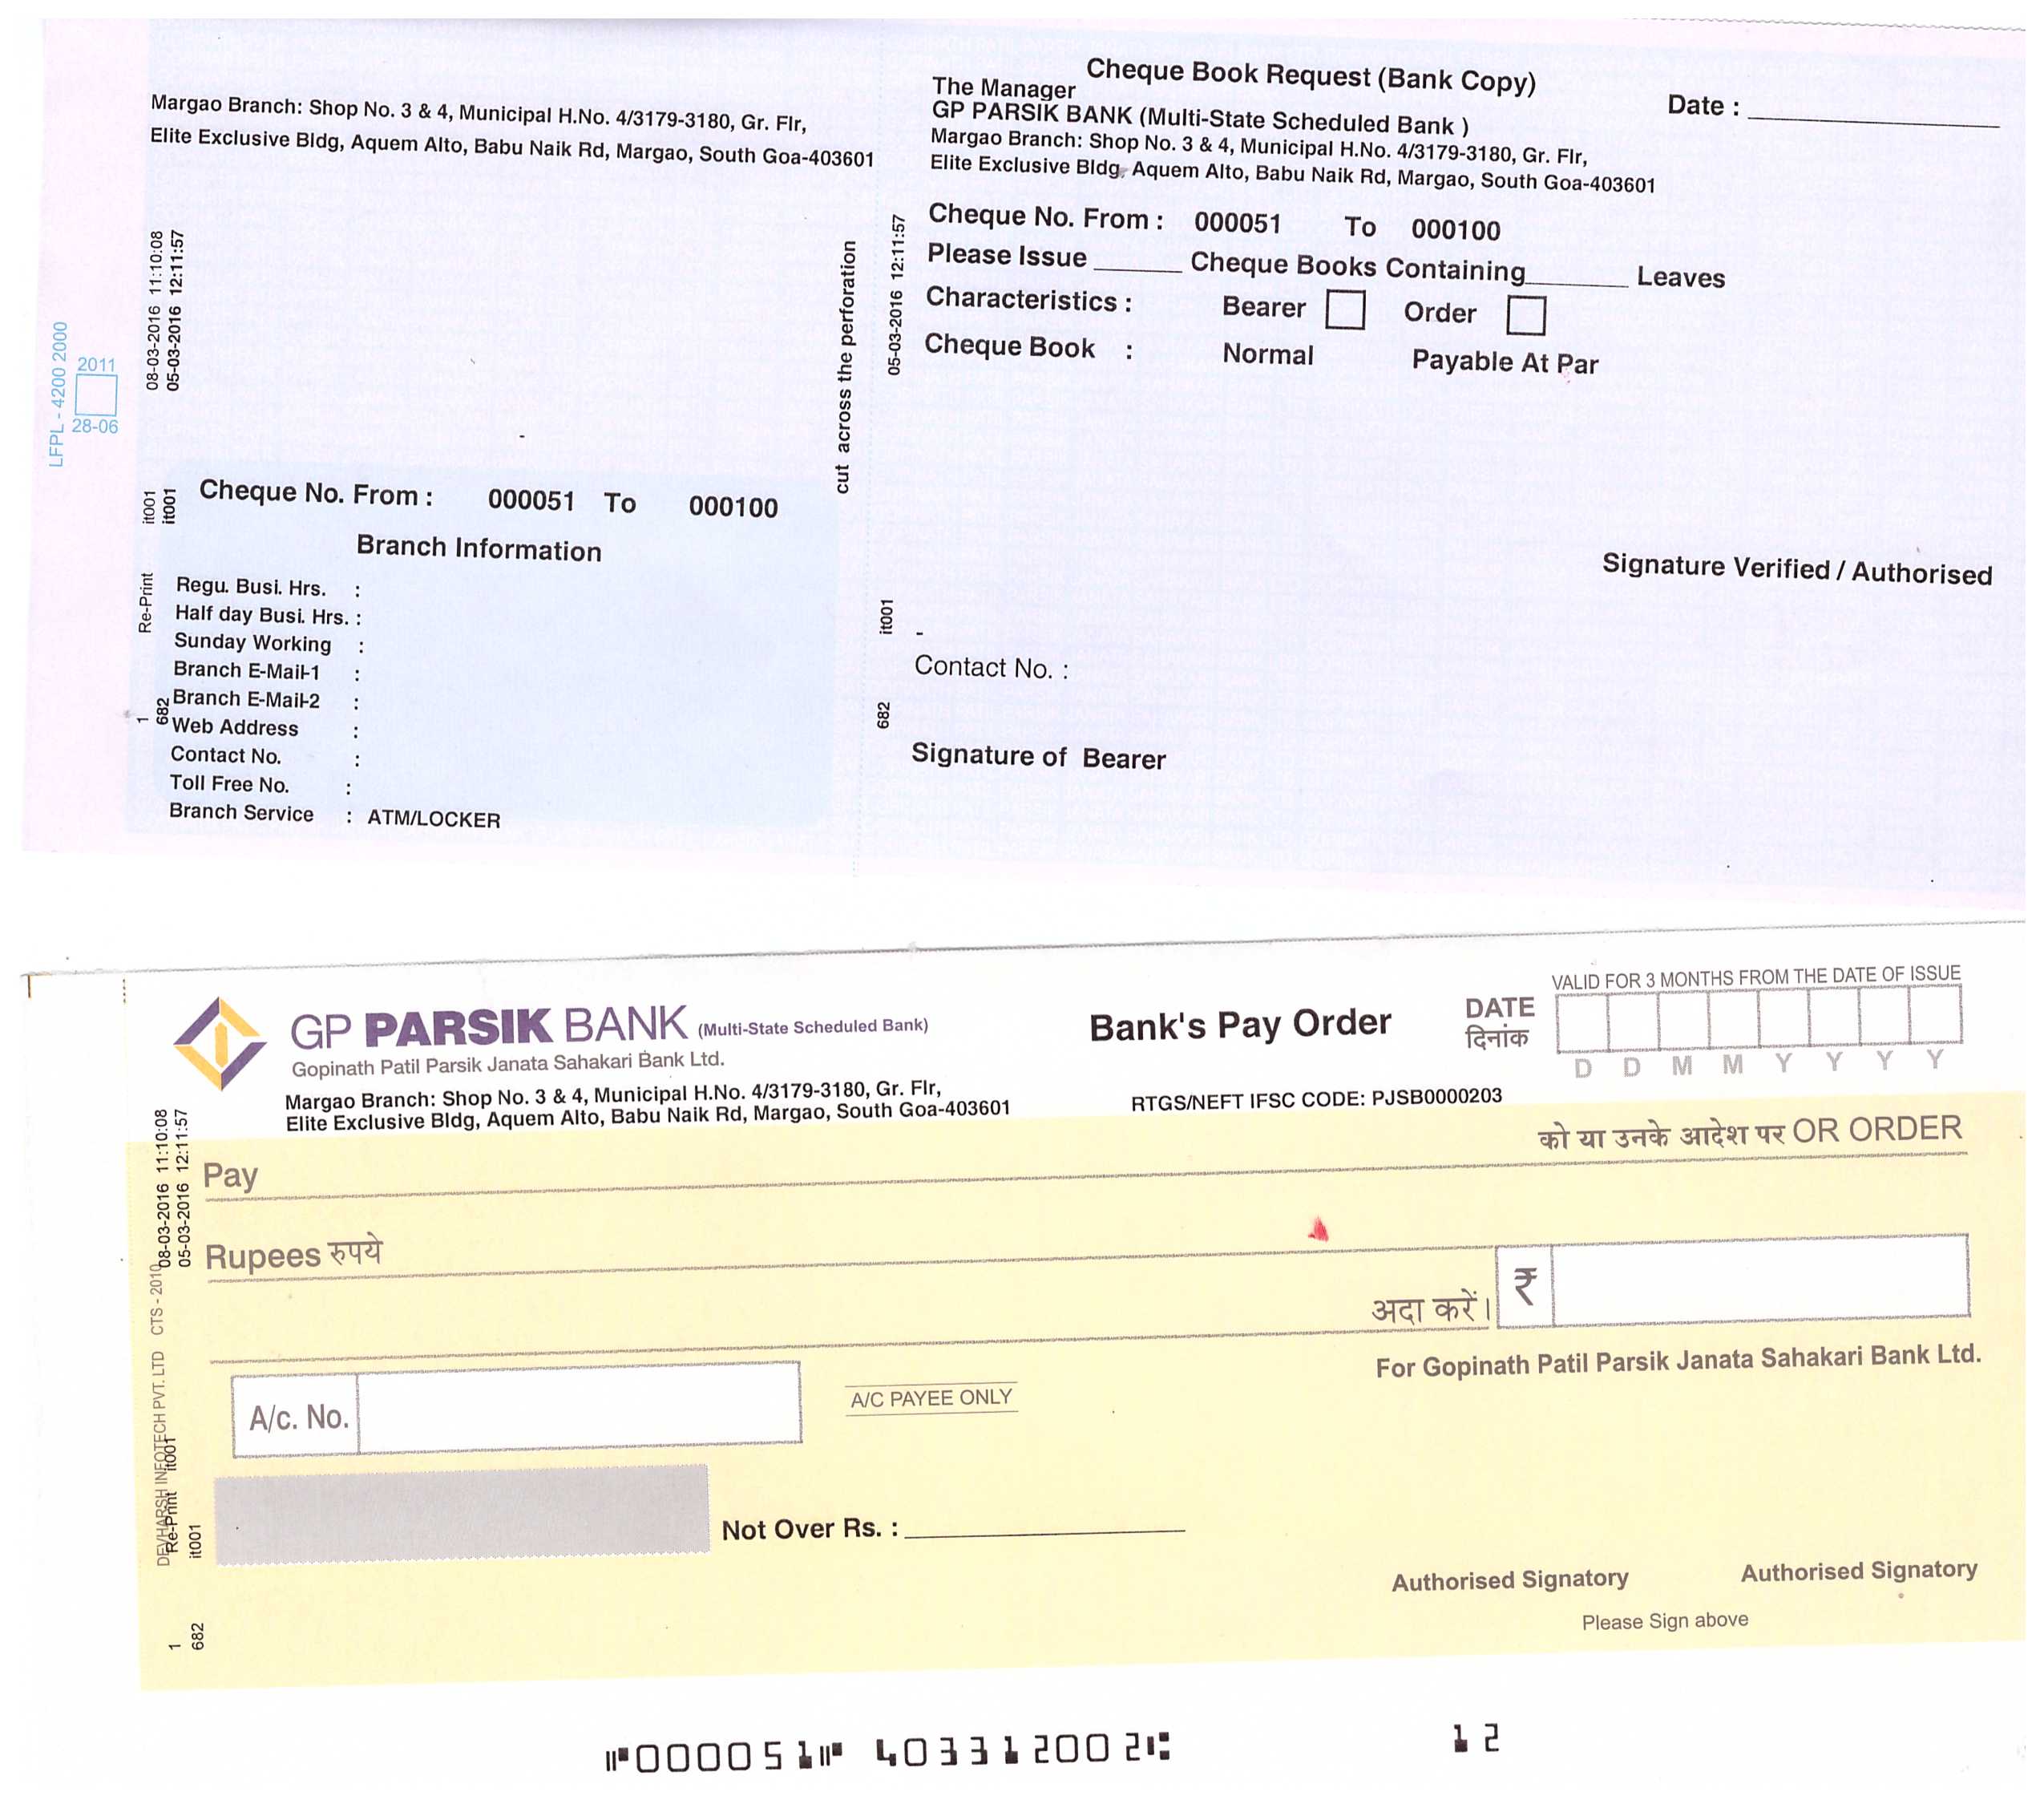 Margao Branch: Shop No. 3 & 4, Municipal H.No. 4/3179-3180, Gr. Flr,
Elite Exclusive Bldg, Aquem Alto, Babu Naik Rd, Margao, South Goa-403601
LFPL - 4200 2000
2011
28-06
08-03-2016 11:10:08
05-03-2016 12:11:57
it001
it001
Re-Print
1
682
Cheque No. From : 000051 To 000100
Branch Information
Regu. Busi. Hrs. :
Half day Busi. Hrs. :
Sunday Working :
Branch E-Mail-1 :
Branch E-Mail-2 :
Web Address :
Contact No. :
Toll Free No. :
Branch Service : ATM/LOCKER
cut across the perforation
Cheque Book Request (Bank Copy)
Date :
The Manager
GP PARSIK BANK (Multi-State Scheduled Bank )
Margao Branch: Shop No. 3 & 4, Municipal H.No. 4/3179-3180, Gr. Flr,
Elite Exclusive Bldg, Aquem Alto, Babu Naik Rd, Margao, South Goa-403601
05-03-2016 12:11:57
it001
682
Cheque No. From : 000051 To 000100
Please Issue ______ Cheque Books Containing_______ Leaves
Characteristics : Bearer Order
Cheque Book : Normal Payable At Par
Signature Verified / Authorised
-
Contact No. :
Signature of Bearer
GP PARSIK BANK (Multi-State Scheduled Bank)
Gopinath Patil Parsik Janata Sahakari Bank Ltd.
Margao Branch: Shop No. 3 & 4, Municipal H.No. 4/3179-3180, Gr. Flr,
Elite Exclusive Bldg, Aquem Alto, Babu Naik Rd, Margao, South Goa-403601
Bank's Pay Order
RTGS/NEFT IFSC CODE: PJSB0000203
VALID FOR 3 MONTHS FROM THE DATE OF ISSUE
DATE
दिनांक
D D M M Y Y Y Y
08-03-2016 11:10:08
05-03-2016 12:11:57
DEVHARSH INFOTECH PVT. LTD CTS - 2010
Re-Print it001
it001
1
682
Pay
को या उनके आदेश पर OR ORDER
Rupees रुपये
अदा करें।
₹
A/c. No.
A/C PAYEE ONLY
For Gopinath Patil Parsik Janata Sahakari Bank Ltd.
Not Over Rs. :
Authorised Signatory Authorised Signatory
Please Sign above
⑈000051⑈ 403312002⑆ 12